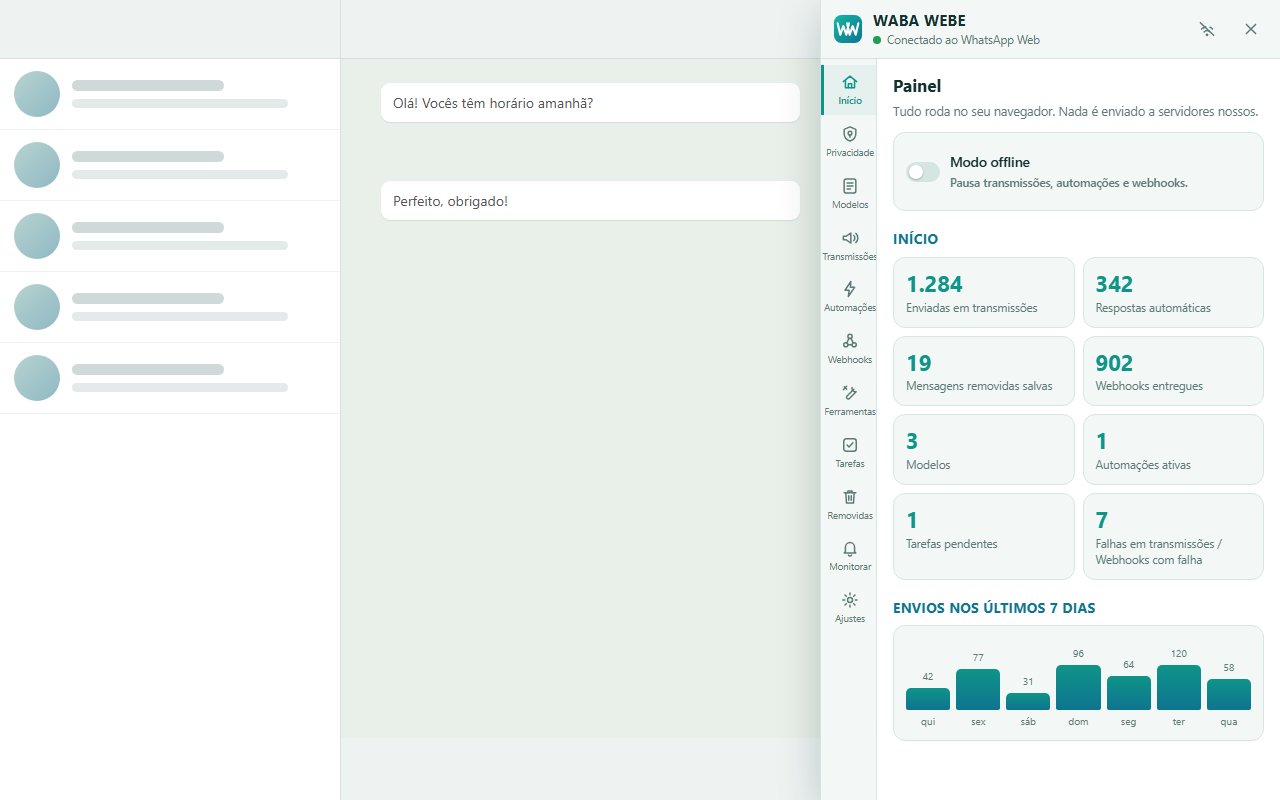 WABA WEBE
Conectado ao WhatsApp Web
Olá! Vocês têm horário amanhã?
Perfeito, obrigado!
Início
Privacidade
Modelos
Transmissões
Automações
Webhooks
Ferramentas
Tarefas
Removidas
Monitorar
Ajustes
Painel
Tudo roda no seu navegador. Nada é enviado a servidores nossos.
Modo offline
Pausa transmissões, automações e webhooks.
INÍCIO
1.284
Enviadas em transmissões
342
Respostas automáticas
19
Mensagens removidas salvas
902
Webhooks entregues
3
Modelos
1
Automações ativas
1
Tarefas pendentes
7
Falhas em transmissões /
Webhooks com falha
ENVIOS NOS ÚLTIMOS 7 DIAS
42 77 31 96 64 120 58
qui sex sáb dom seg ter qua